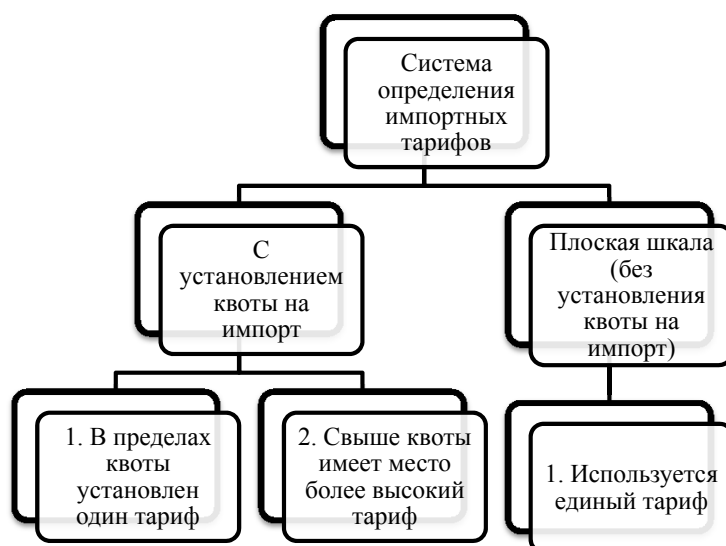 Система
определения
импортных
тарифов
С
установлением
квоты на
импорт
Плоская шкала
(без
установления
квоты на
импорт)
1. В пределах
квоты
установлен
один тариф
2. Свыше квоты
имеет место
более высокий
тариф
1. Используется
единый тариф